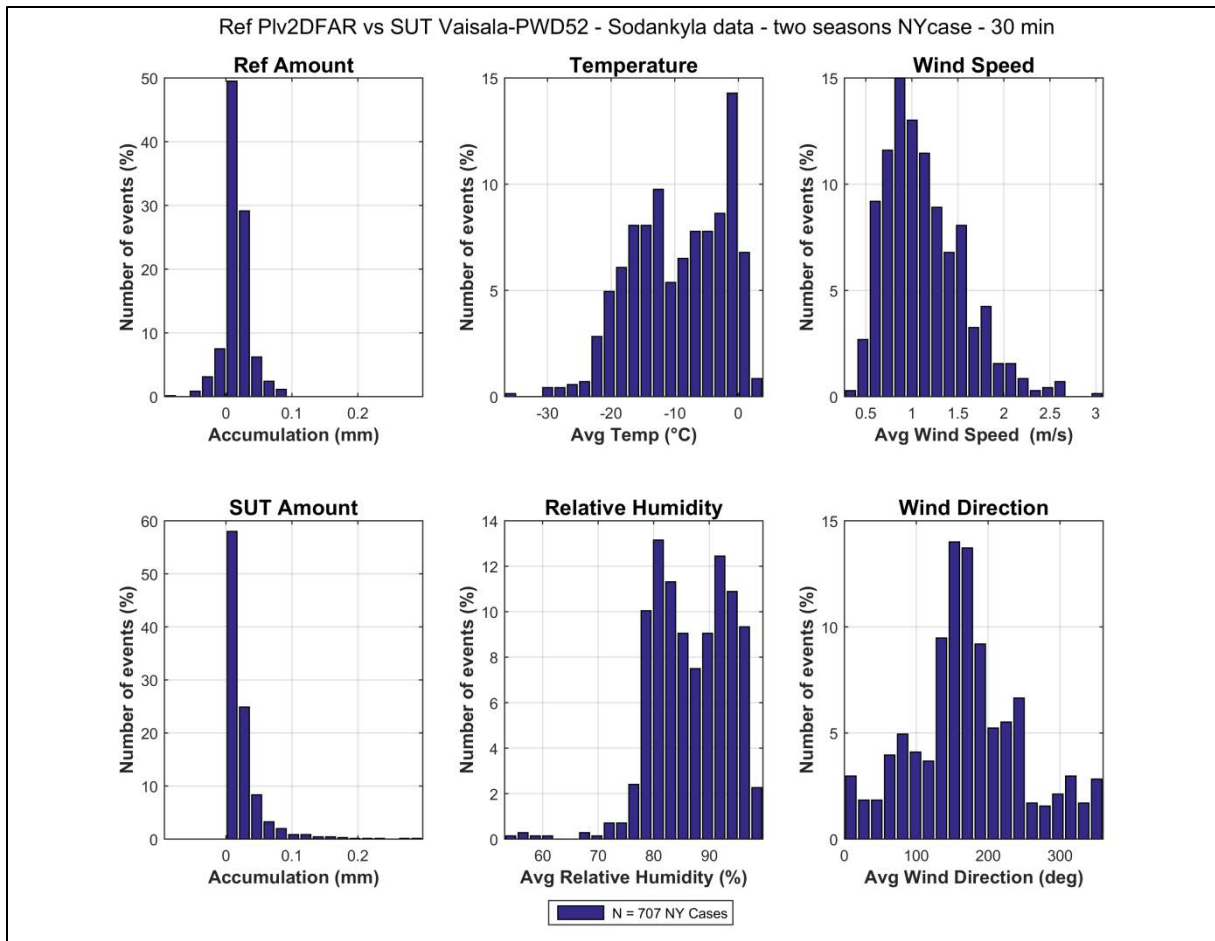 Ref Plv2DFAR vs SUT Vaisala-PWD52 - Sodankyla data - two seasons NYcase - 30 min
Ref Amount
50
40
30
20
10
0
Number of events (%)
0
0.1
0.2
Accumulation (mm)
Temperature
15
10
5
0
Number of events (%)
-30
-20
-10
0
Avg Temp (°C)
Wind Speed
15
10
5
0
Number of events (%)
0.5
1
1.5
2
2.5
3
Avg Wind Speed (m/s)
SUT Amount
60
50
40
30
20
10
0
Number of events (%)
0
0.1
0.2
Accumulation (mm)
Relative Humidity
14
12
10
8
6
4
2
0
Number of events (%)
60
70
80
90
Avg Relative Humidity (%)
Wind Direction
15
10
5
0
Number of events (%)
0
100
200
300
Avg Wind Direction (deg)
N = 707 NY Cases